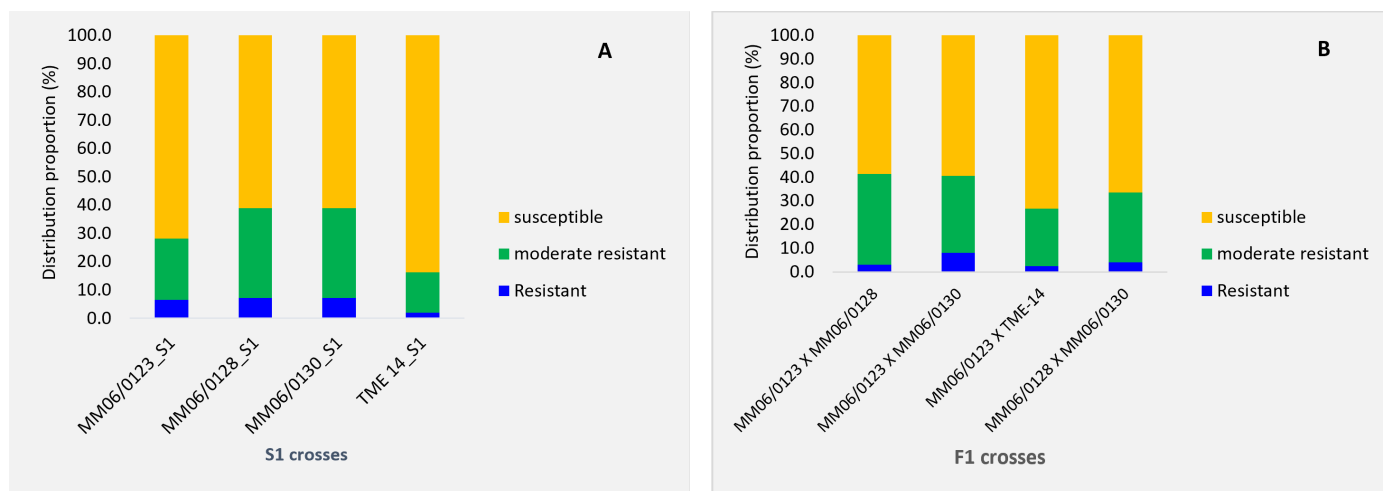 A
Distribution proportion (%)
100.0
90.0
80.0
70.0
60.0
50.0
40.0
30.0
20.0
10.0
0.0
MM06/0123_S1
MM06/0128_S1
MM06/0130_S1
TME 14_S1
S1 crosses
susceptible
moderate resistant
Resistant
B
Distribution proportion (%)
100.0
90.0
80.0
70.0
60.0
50.0
40.0
30.0
20.0
10.0
0.0
MM06/0123 X MM06/0128
MM06/0123 X MM06/0130
MM06/0123 X TME-14
MM06/0128 X MM06/0130
F1 crosses
susceptible
moderate resistant
Resistant